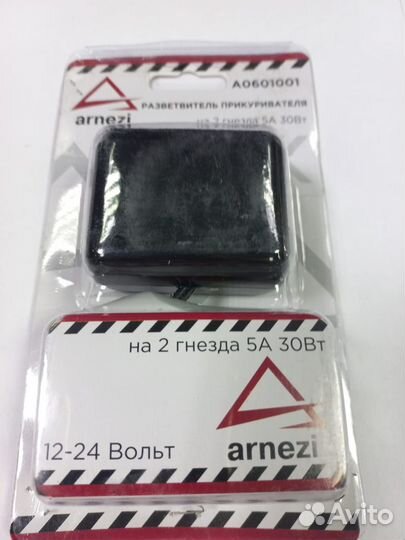 A0601001
arnezi
РАЗВЕТВИТЕЛЬ ПРИКУРИВАТЕЛЯ
на 2 гнезда 5А 30Вт
на 2 гнезда 5А 30Вт
12-24 Вольт
arnezi
Avito